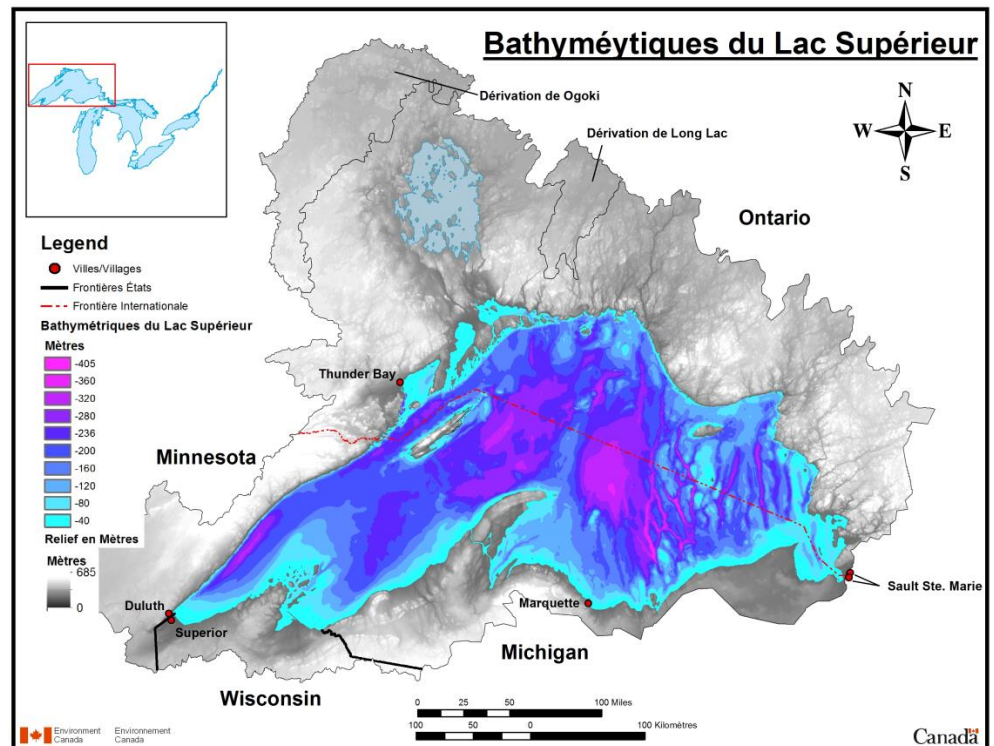 Bathyméytiques du Lac Supérieur
Dérivation de Ogoki
Dérivation de Long Lac
N
W E
S
Ontario
Legend
Villes/Villages
Frontières États
Frontière Internationale
Bathymétriques du Lac Supérieur
Mètres
-405
-360
-320
-280
-236
-200
-160
-120
-80
-40
Relief en Mètres
Mètres
685
0
Thunder Bay
Minnesota
Duluth
Superior
Wisconsin
Michigan
Marquette
Sault Ste. Marie
0 25 50 100 Miles
100 50 0 100 Kilomètres
Environment Canada
Environnement Canada
Canada